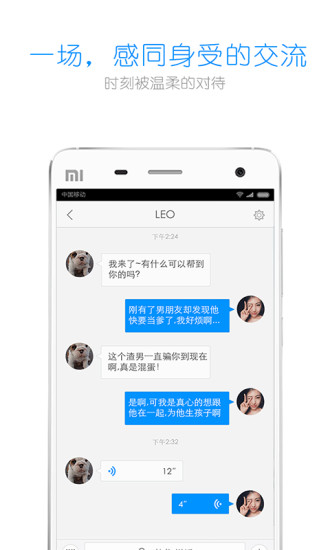 一场，感同身受的交流
时刻被温柔的对待
mi
中国移动
LEO
下午2:24
我来了~有什么可以帮到
你的吗?
刚有了男朋友却发现他
快要当爹了,我好烦啊...
这个渣男一直骗你到现在
啊,真是混蛋!
是啊,可我是真心的想跟
他在一起,为他生孩子啊
下午2:32
12"
4"